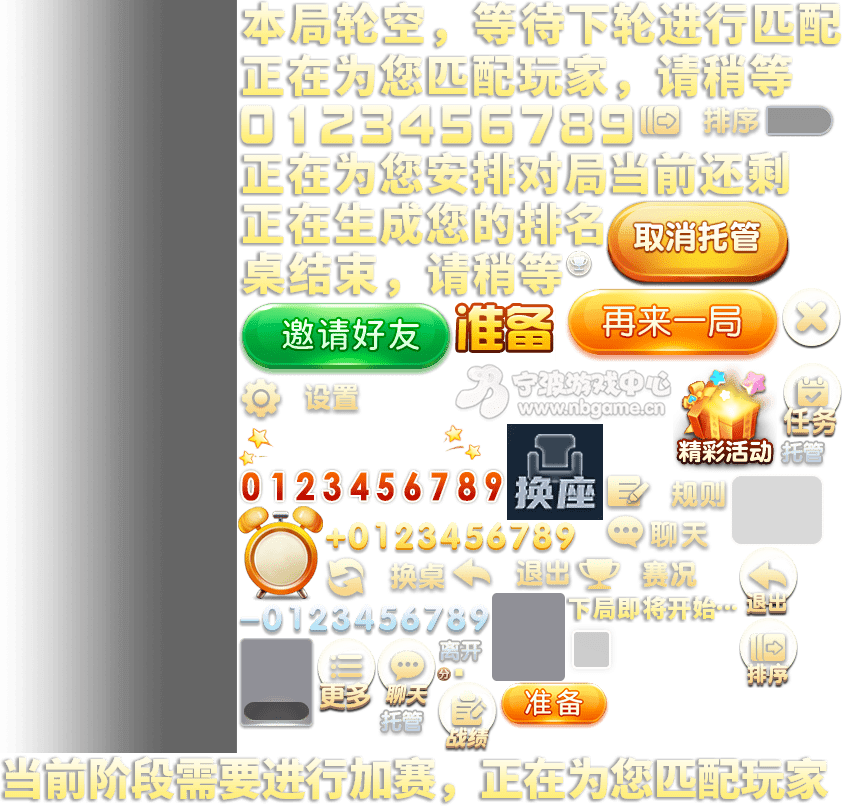 本局轮空，等待下轮进行匹配
正在为您匹配玩家，请稍等
0123456789
排序
正在为您安排对局当前还剩
正在生成您的排名
取消托管
桌结束，请稍等
邀请好友
准备
再来一局
设置
宁波游戏中心
www.nbgame.cn
精彩活动
任务
托管
0123456789
换座
规则
+0123456789
聊天
换桌
退出
赛况
退出
-0123456789
下局即将开始…
离开
分
更多
聊天
托管
战绩
准备
排序
当前阶段需要进行加赛，正在为您匹配玩家